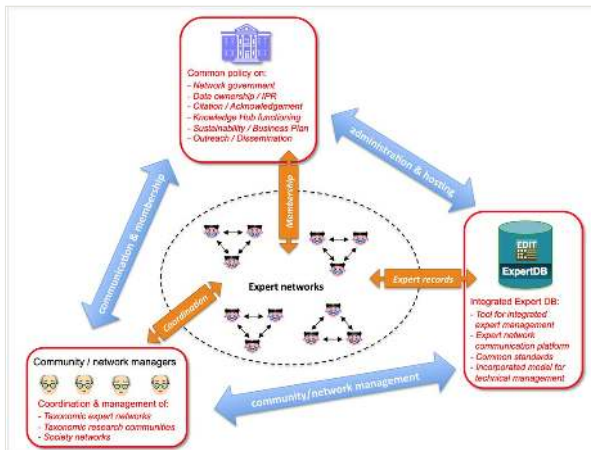 Common policy on:
- Network government
- Data ownership / IPR
- Citation / Acknowledgement
- Knowledge Hub functioning
- Sustainability / Business Plan
- Outreach / Dissemination
communication & membership
administration & hosting
Membership
Expert networks
Coordination
Expert records
EDIT
ExpertDB
Integrated Expert DB:
- Tool for integrated
expert management
- Expert network
communication platform
- Common standards
- Incorporated model for
technical management
Community / network managers
Coordination & management of:
- Taxonomic expert networks
- Taxonomic research communities
- Society networks
community/network management